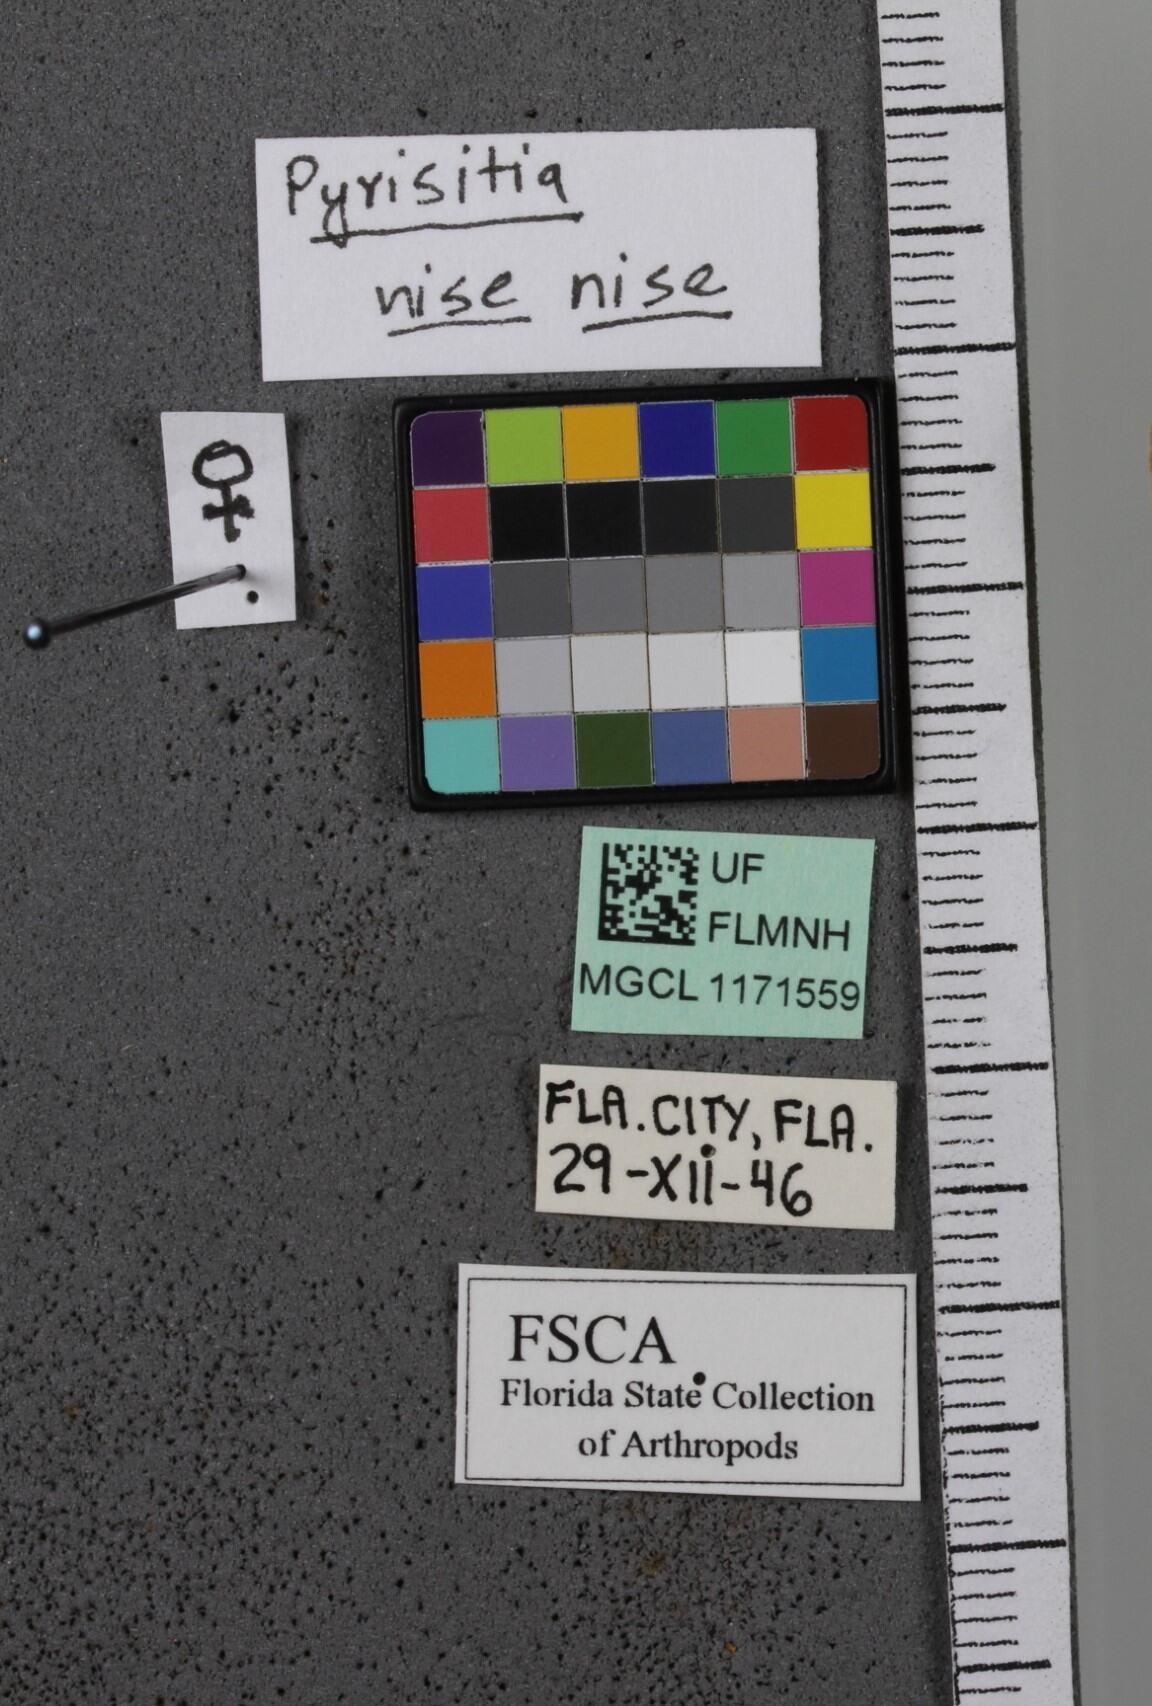 Pyrisitia
nise nise
♀
UF
FLMNH
MGCL 1171559
FLA. CITY, FLA.
29-XII-46
FSCA
Florida State Collection
of Arthropods